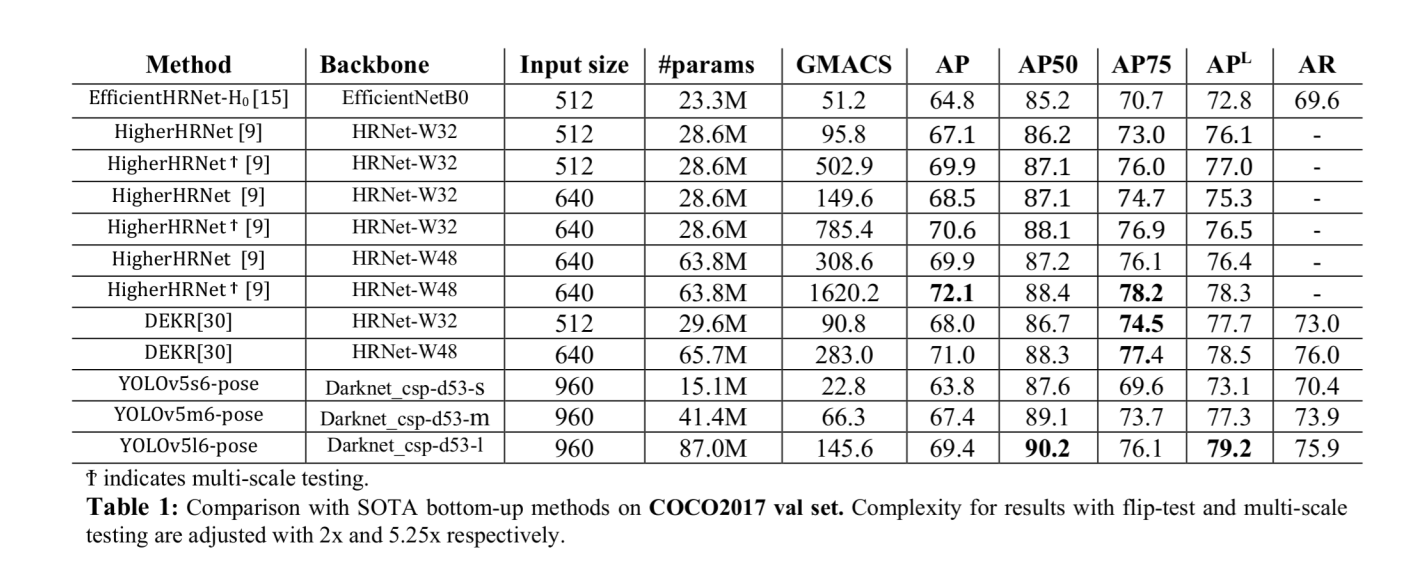 Method Backbone Input size #params GMACS AP AP50 AP75 APᴸ AR
EfficientHRNet-H₀[15] EfficientNetB0 512 23.3M 51.2 64.8 85.2 70.7 72.8 69.6
HigherHRNet [9] HRNet-W32 512 28.6M 95.8 67.1 86.2 73.0 76.1 -
HigherHRNet † [9] HRNet-W32 512 28.6M 502.9 69.9 87.1 76.0 77.0 -
HigherHRNet [9] HRNet-W32 640 28.6M 149.6 68.5 87.1 74.7 75.3 -
HigherHRNet † [9] HRNet-W32 640 28.6M 785.4 70.6 88.1 76.9 76.5 -
HigherHRNet [9] HRNet-W48 640 63.8M 308.6 69.9 87.2 76.1 76.4 -
HigherHRNet † [9] HRNet-W48 640 63.8M 1620.2 72.1 88.4 78.2 78.3 -
DEKR[30] HRNet-W32 512 29.6M 90.8 68.0 86.7 74.5 77.7 73.0
DEKR[30] HRNet-W48 640 65.7M 283.0 71.0 88.3 77.4 78.5 76.0
YOLOv5s6-pose Darknet_csp-d53-s 960 15.1M 22.8 63.8 87.6 69.6 73.1 70.4
YOLOv5m6-pose Darknet_csp-d53-m 960 41.4M 66.3 67.4 89.1 73.7 77.3 73.9
YOLOv5l6-pose Darknet_csp-d53-l 960 87.0M 145.6 69.4 90.2 76.1 79.2 75.9
† indicates multi-scale testing.
Table 1: Comparison with SOTA bottom-up methods on COCO2017 val set. Complexity for results with flip-test and multi-scale
testing are adjusted with 2x and 5.25x respectively.